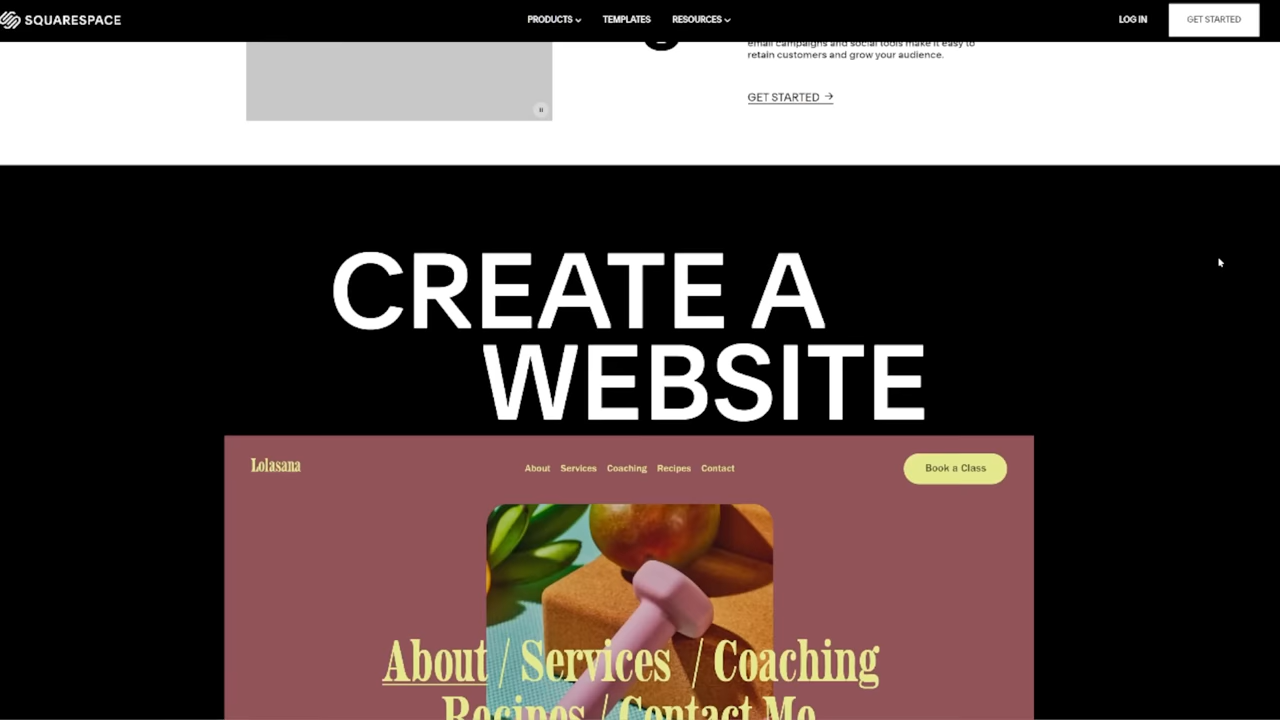 SQUARESPACE
PRODUCTS
TEMPLATES
RESOURCES
LOG IN
GET STARTED
email campaigns and social tools make it easy to
retain customers and grow your audience.
GET STARTED →
CREATE A
WEBSITE
Lolasana
About Services Coaching Recipes Contact
Book a Class
About / Services / Coaching
Recipes / Contact Me